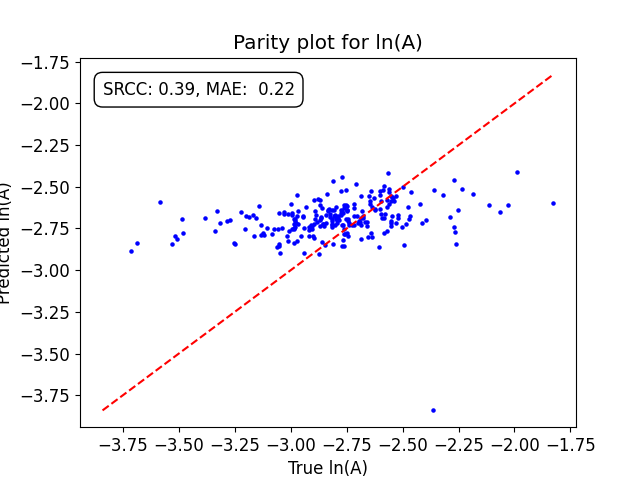 Parity plot for ln(A)
SRCC: 0.39, MAE:  0.22
−1.75
−2.00
−2.25
−2.50
−2.75
−3.00
−3.25
−3.50
−3.75
Predicted ln(A)
−3.75 −3.50 −3.25 −3.00 −2.75 −2.50 −2.25 −2.00 −1.75
True ln(A)